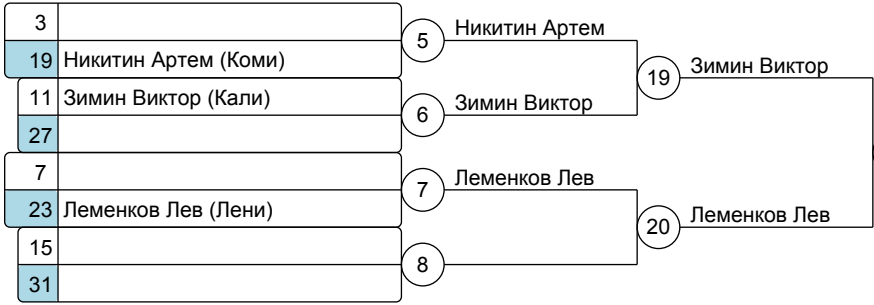 3
5
Никитин Артем
19 Никитин Артем (Коми)
19
Зимин Виктор
11 Зимин Виктор (Кали)
6
Зимин Виктор
27
7
7
Леменков Лев
23 Леменков Лев (Лени)
20
Леменков Лев
15
8
31